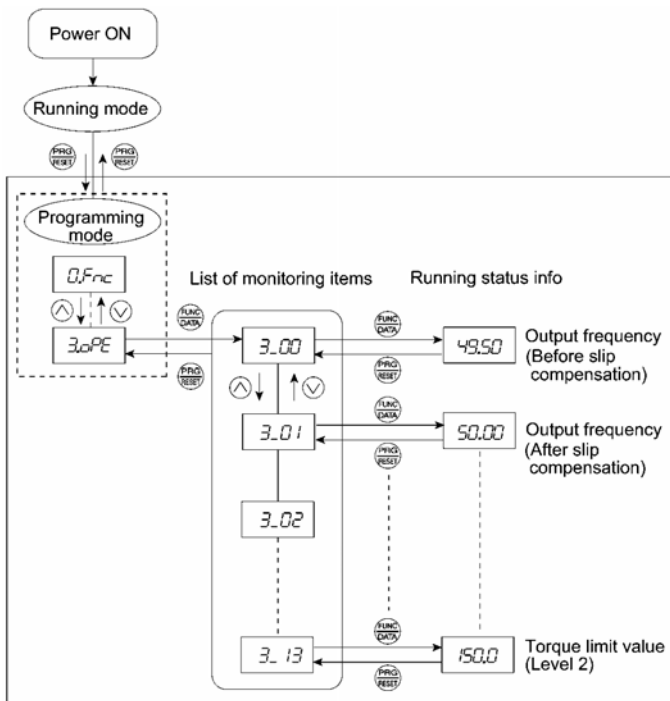 Power ON
Running mode
PRG
RESET
PRG
RESET
Programming
mode
0.Fnc
3.oPE
List of monitoring items
Running status info
FUNC
DATA
PRG
RESET
3_00
FUNC
DATA
PRG
RESET
49.50
Output frequency
(Before slip
compensation)
3_01
FUNC
DATA
PRG
RESET
50.00
Output frequency
(After slip
compensation)
3_02
3_13
FUNC
DATA
PRG
RESET
150.0
Torque limit value
(Level 2)